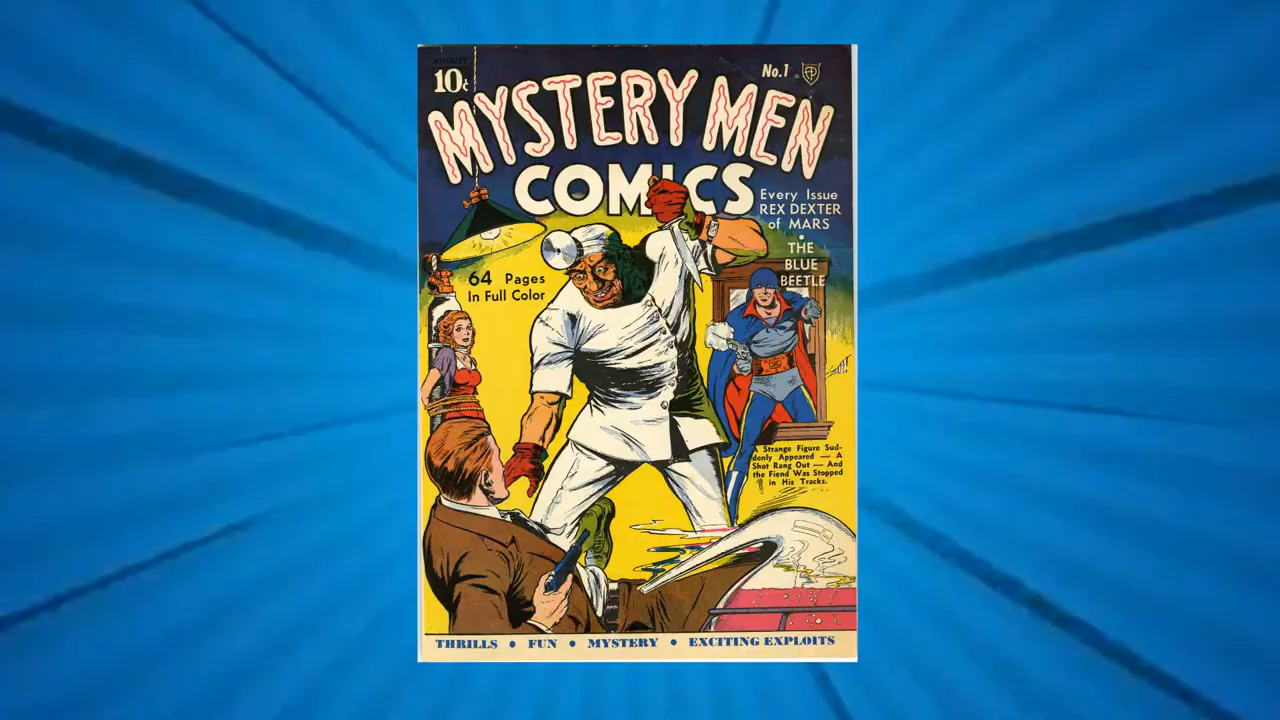 AUGUST
10¢
No.1
MYSTERY MEN
COMICS
Every Issue
REX DEXTER
of MARS
•
THE
BLUE
BEETLE
64 Pages
In Full Color
A Strange Figure Sud-
denly Appeared — A
Shot Rang Out — And
the Fiend Was Stopped
in His Tracks.
THRILLS • FUN • MYSTERY • EXCITING EXPLOITS